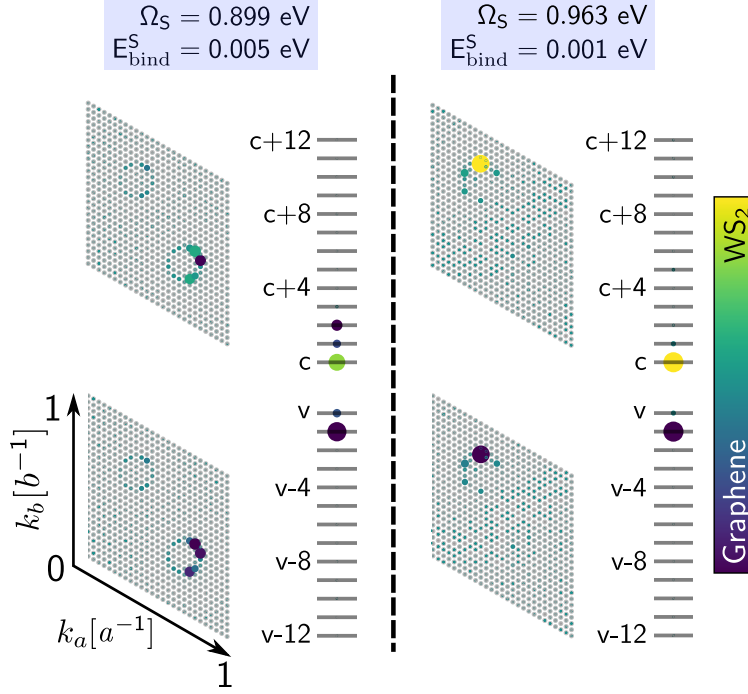 Ω_S = 0.899 eV
E^S_bind = 0.005 eV
Ω_S = 0.963 eV
E^S_bind = 0.001 eV
c+12
c+8
c+4
c
v
v-4
v-8
v-12
1
k_b[b⁻¹]
0
k_a[a⁻¹]
1
c+12
c+8
c+4
c
v
v-4
v-8
v-12
Graphene
WS₂